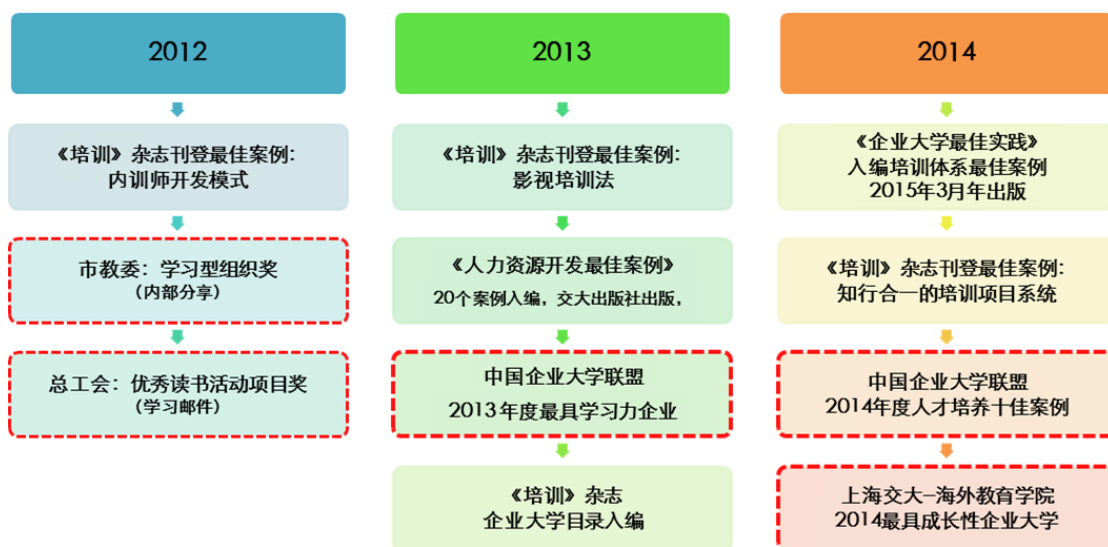 2012
《培训》杂志刊登最佳案例:
内训师开发模式
市教委：学习型组织奖
（内部分享）
总工会：优秀读书活动项目奖
（学习邮件）
2013
《培训》杂志刊登最佳案例:
影视培训法
《人力资源开发最佳案例》
20个案例入编，交大出版社出版，
中国企业大学联盟
2013年度最具学习力企业
《培训》杂志
企业大学目录入编
2014
《企业大学最佳实践》
入编培训体系最佳案例
2015年3月年出版
《培训》杂志刊登最佳案例:
知行合一的培训项目系统
中国企业大学联盟
2014年度人才培养十佳案例
上海交大-海外教育学院
2014最具成长性企业大学